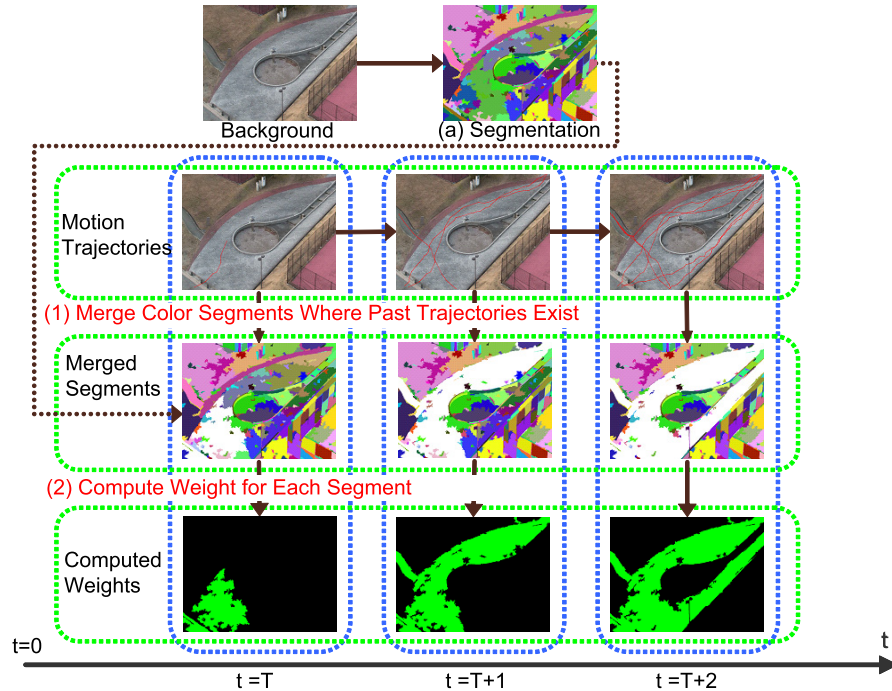 Background
(a) Segmentation
Motion
Trajectories
(1) Merge Color Segments Where Past Trajectories Exist
Merged
Segments
(2) Compute Weight for Each Segment
Computed
Weights
t=0
t
t =T
t =T+1
t =T+2